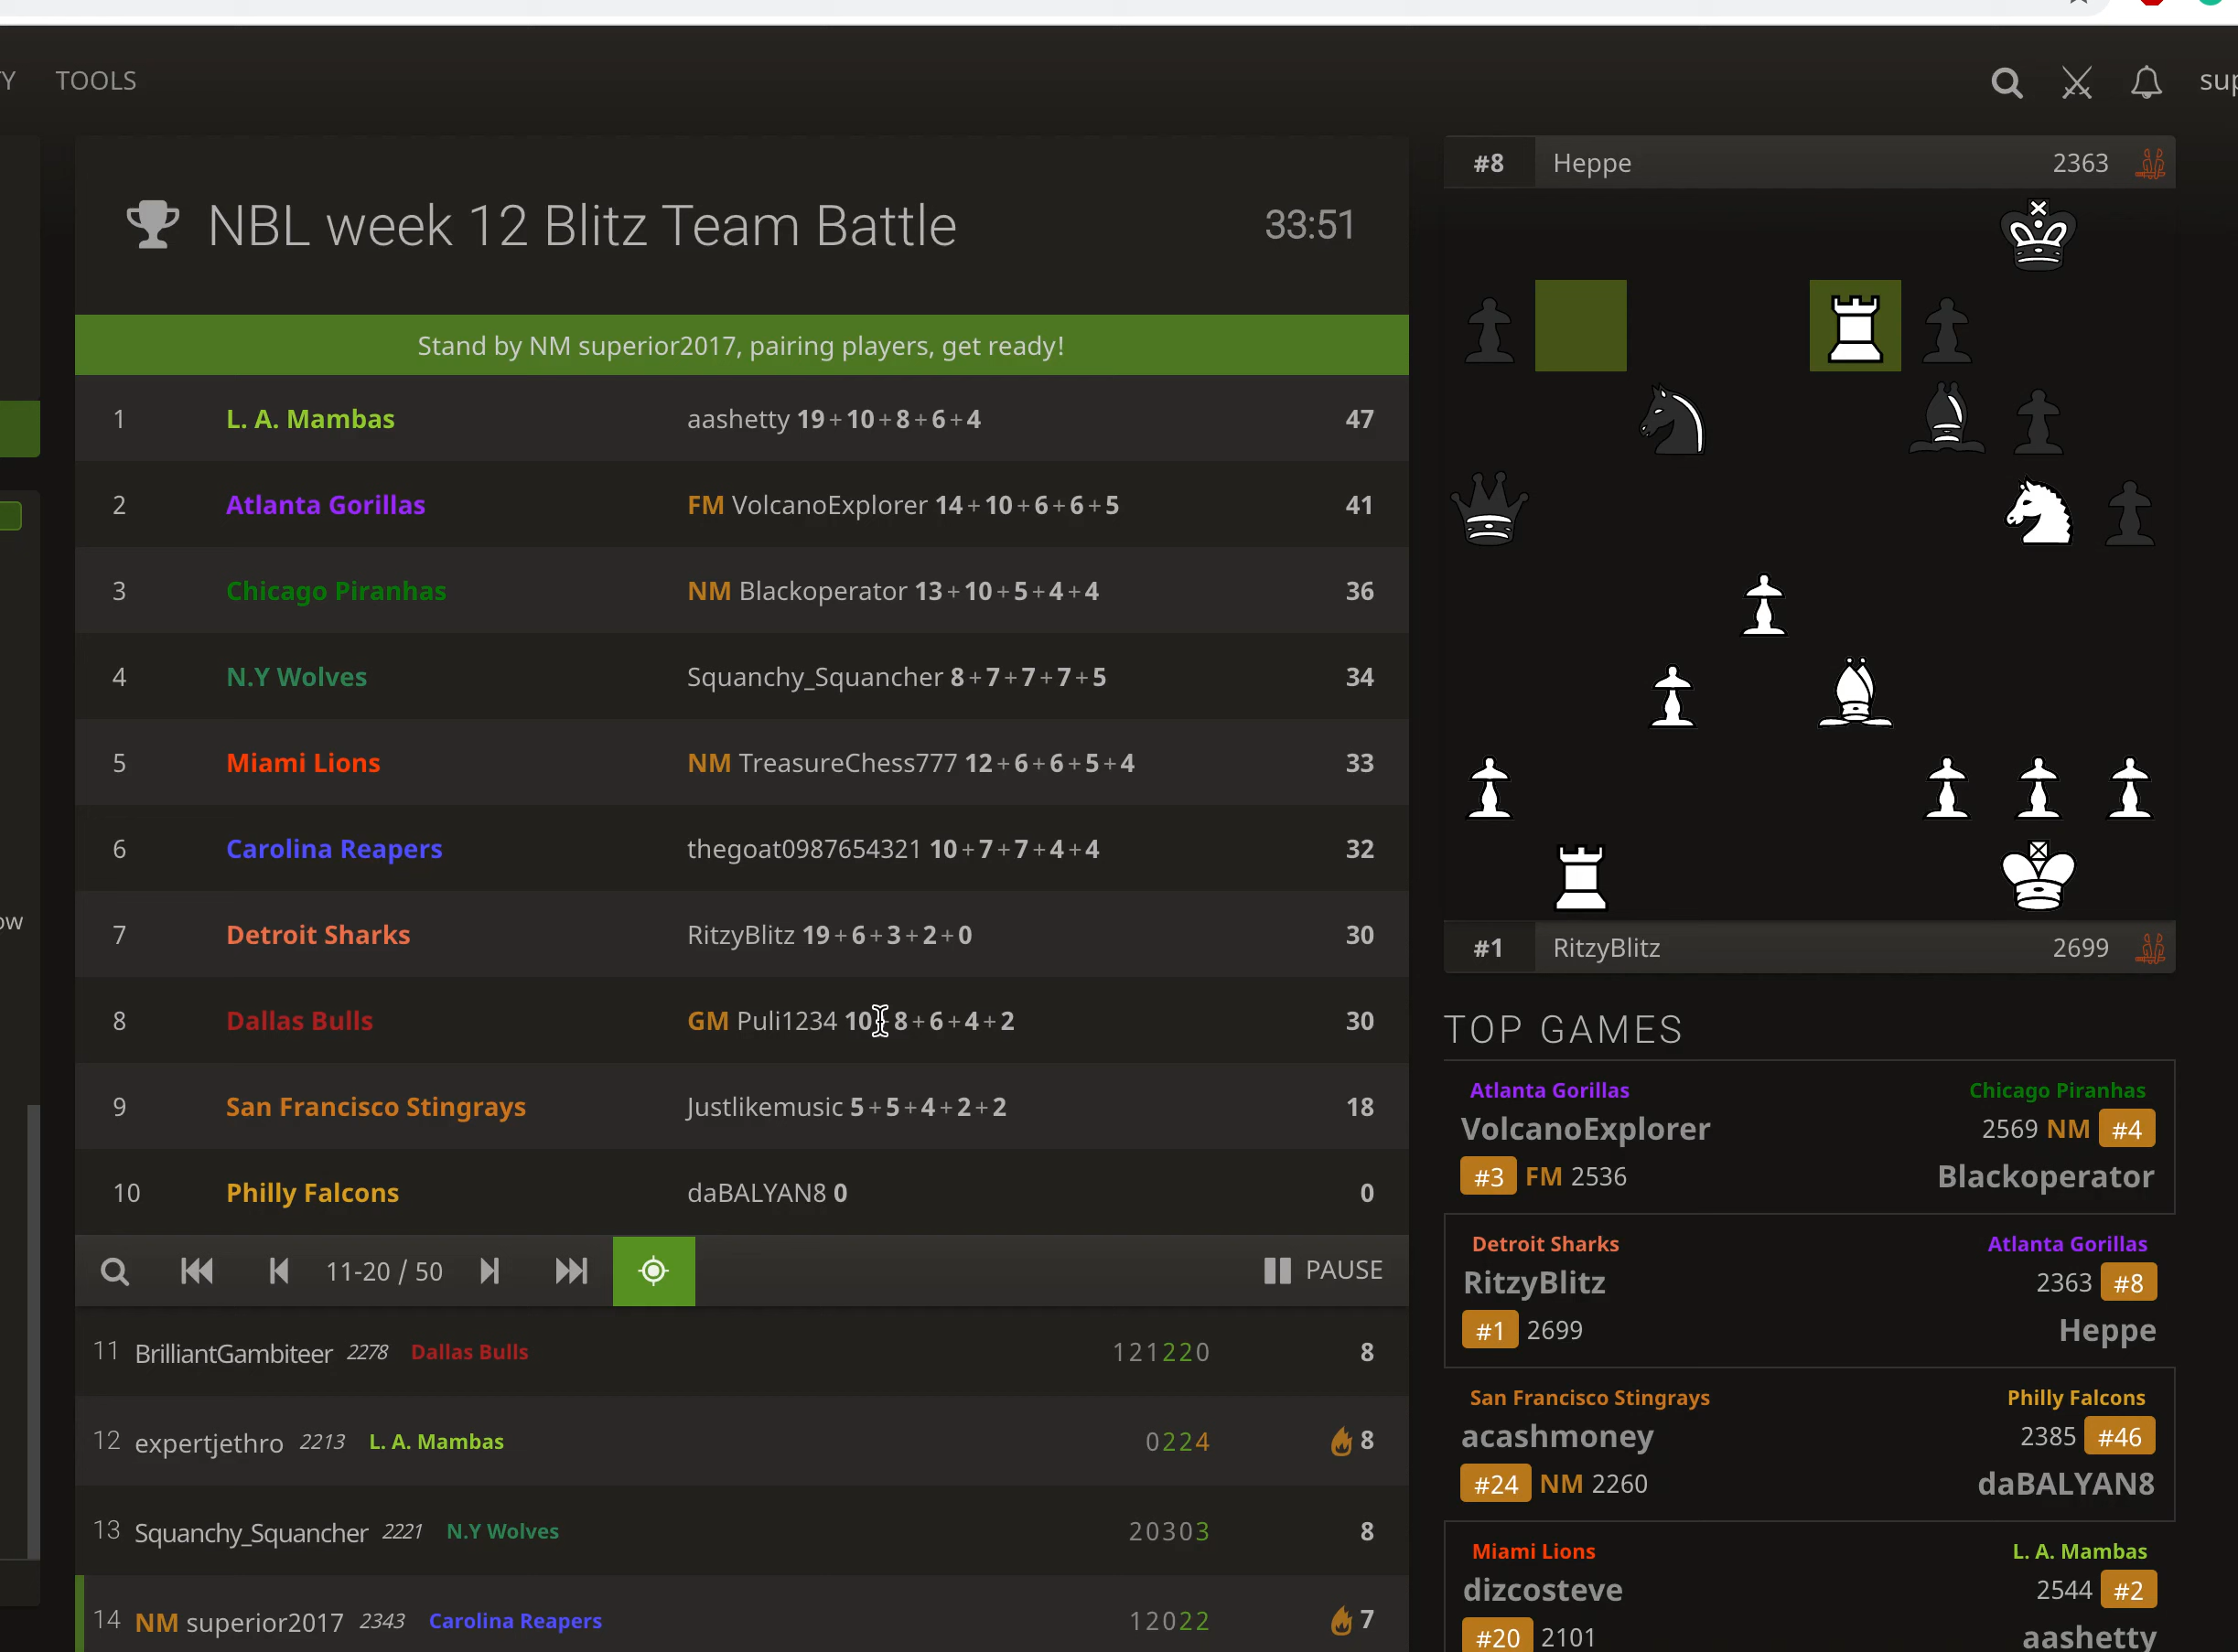 Y TOOLS
sup
NBL week 12 Blitz Team Battle 33:51
Stand by NM superior2017, pairing players, get ready!
1 L. A. Mambas aashetty 19+10+8+6+4 47
2 Atlanta Gorillas FM VolcanoExplorer 14+10+6+6+5 41
3 Chicago Piranhas NM Blackoperator 13+10+5+4+4 36
4 N.Y Wolves Squanchy_Squancher 8+7+7+7+5 34
5 Miami Lions NM TreasureChess777 12+6+6+5+4 33
6 Carolina Reapers thegoat0987654321 10+7+7+4+4 32
7 Detroit Sharks RitzyBlitz 19+6+3+2+0 30
8 Dallas Bulls GM Puli1234 10+8+6+4+2 30
9 San Francisco Stingrays Justlikemusic 5+5+4+2+2 18
10 Philly Falcons daBALYAN8 0 0
11-20 / 50 PAUSE
11 BrilliantGambiteer 2278 Dallas Bulls 121220 8
12 expertjethro 2213 L. A. Mambas 0224 8
13 Squanchy_Squancher 2221 N.Y Wolves 20303 8
14 NM superior2017 2343 Carolina Reapers 12022 7
ow
#8 Heppe 2363
#1 RitzyBlitz 2699
TOP GAMES
Atlanta Gorillas Chicago Piranhas
VolcanoExplorer 2569 NM #4
#3 FM 2536 Blackoperator
Detroit Sharks Atlanta Gorillas
RitzyBlitz 2363 #8
#1 2699 Heppe
San Francisco Stingrays Philly Falcons
acashmoney 2385 #46
#24 NM 2260 daBALYAN8
Miami Lions L. A. Mambas
dizcosteve 2544 #2
#20 2101 aashetty